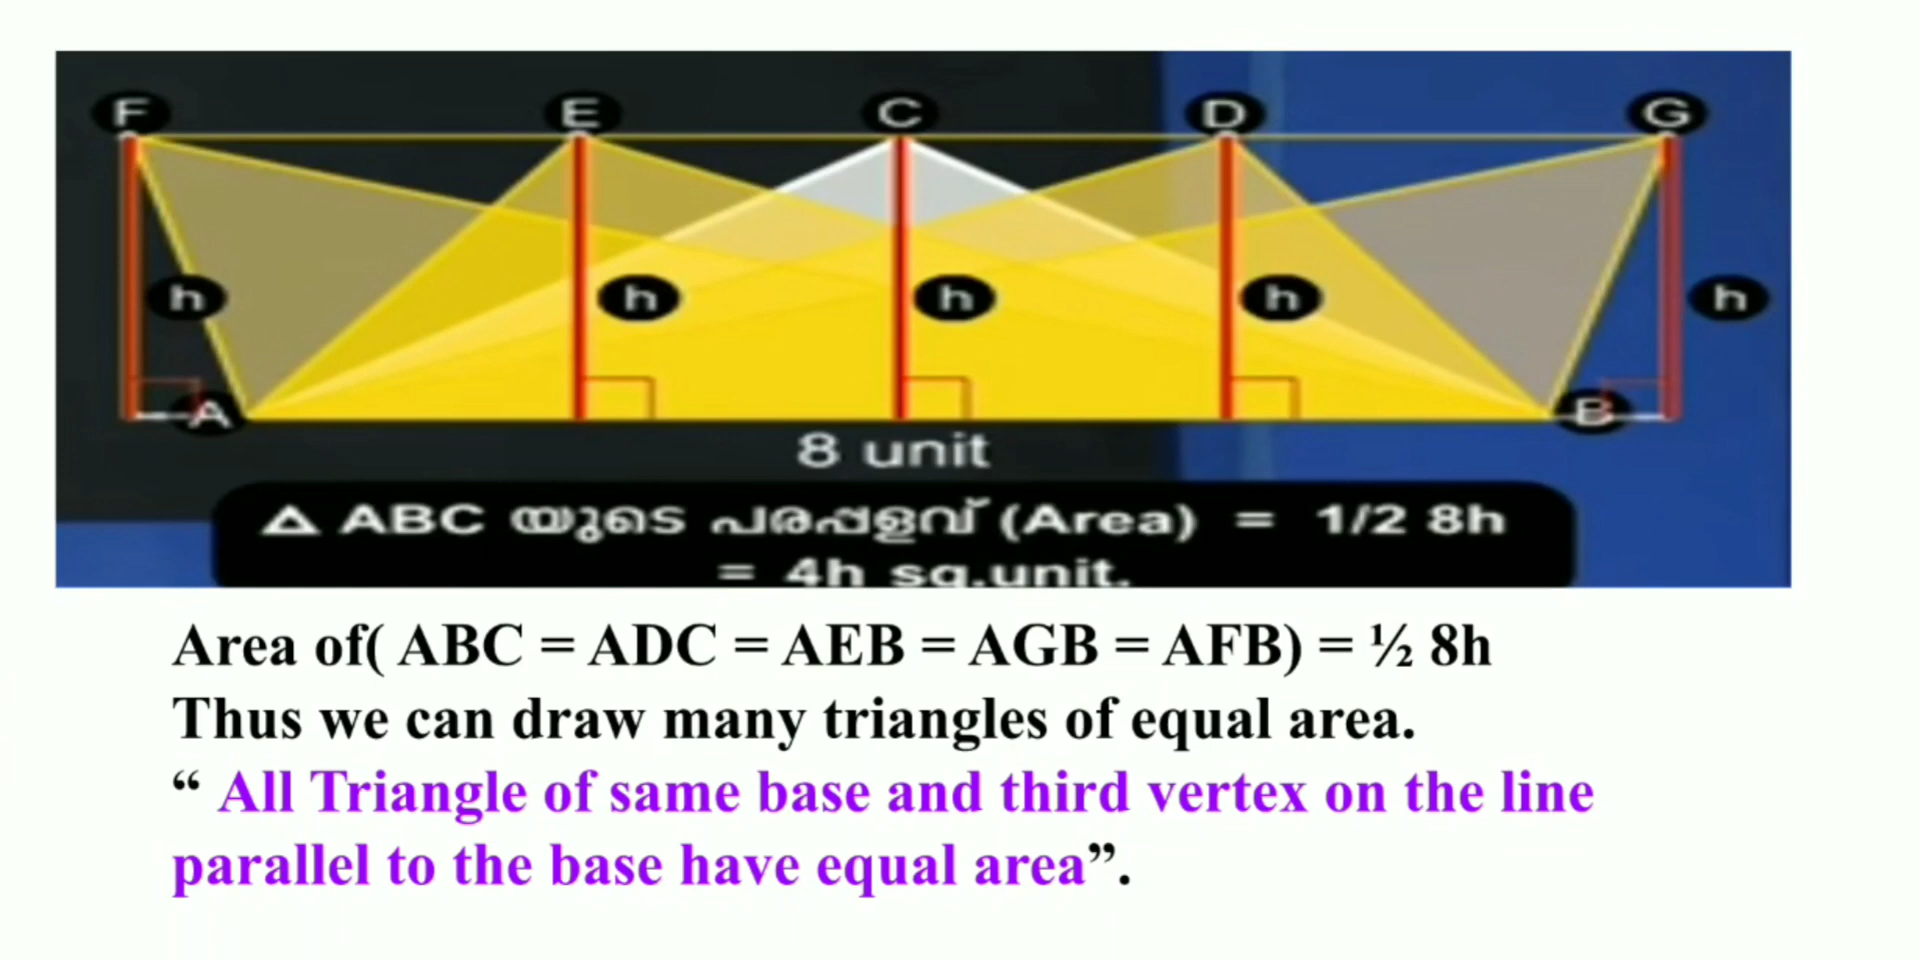 F E C D G
h h h h h
A B
8 unit
Δ ABC യുടെ പരപ്പളവ് (Area) = 1/2 8h
= 4h sq.unit.
Area of( ABC = ADC = AEB = AGB = AFB) = ½ 8h
Thus we can draw many triangles of equal area.
“ All Triangle of same base and third vertex on the line
parallel to the base have equal area”.